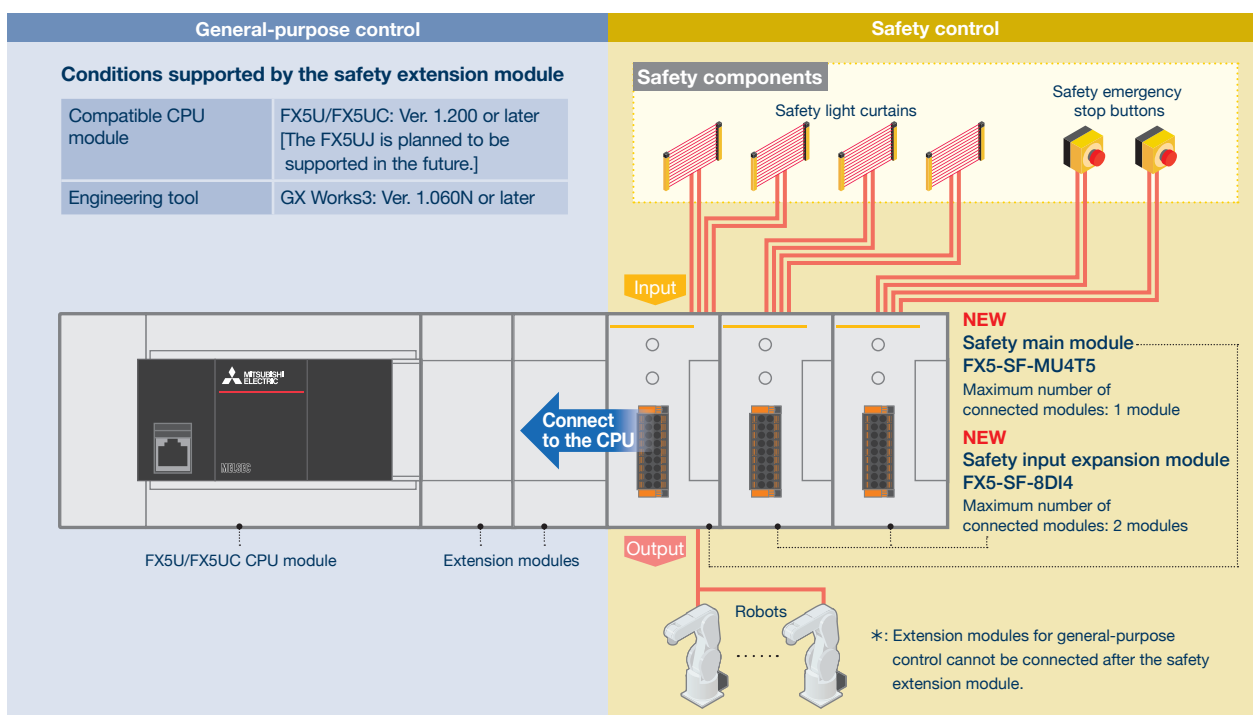 General-purpose control
Safety control
Conditions supported by the safety extension module
Compatible CPU
module
FX5U/FX5UC: Ver. 1.200 or later
[The FX5UJ is planned to be
supported in the future.]
Engineering tool
GX Works3: Ver. 1.060N or later
Safety components
Safety light curtains
Safety emergency
stop buttons
Input
MITSUBISHI
ELECTRIC
MELSEC
Connect
to the CPU
NEW
Safety main module
FX5-SF-MU4T5
Maximum number of
connected modules: 1 module
NEW
Safety input expansion module
FX5-SF-8DI4
Maximum number of
connected modules: 2 modules
FX5U/FX5UC CPU module
Extension modules
Output
Robots
......
＊: Extension modules for general-purpose
control cannot be connected after the safety
extension module.